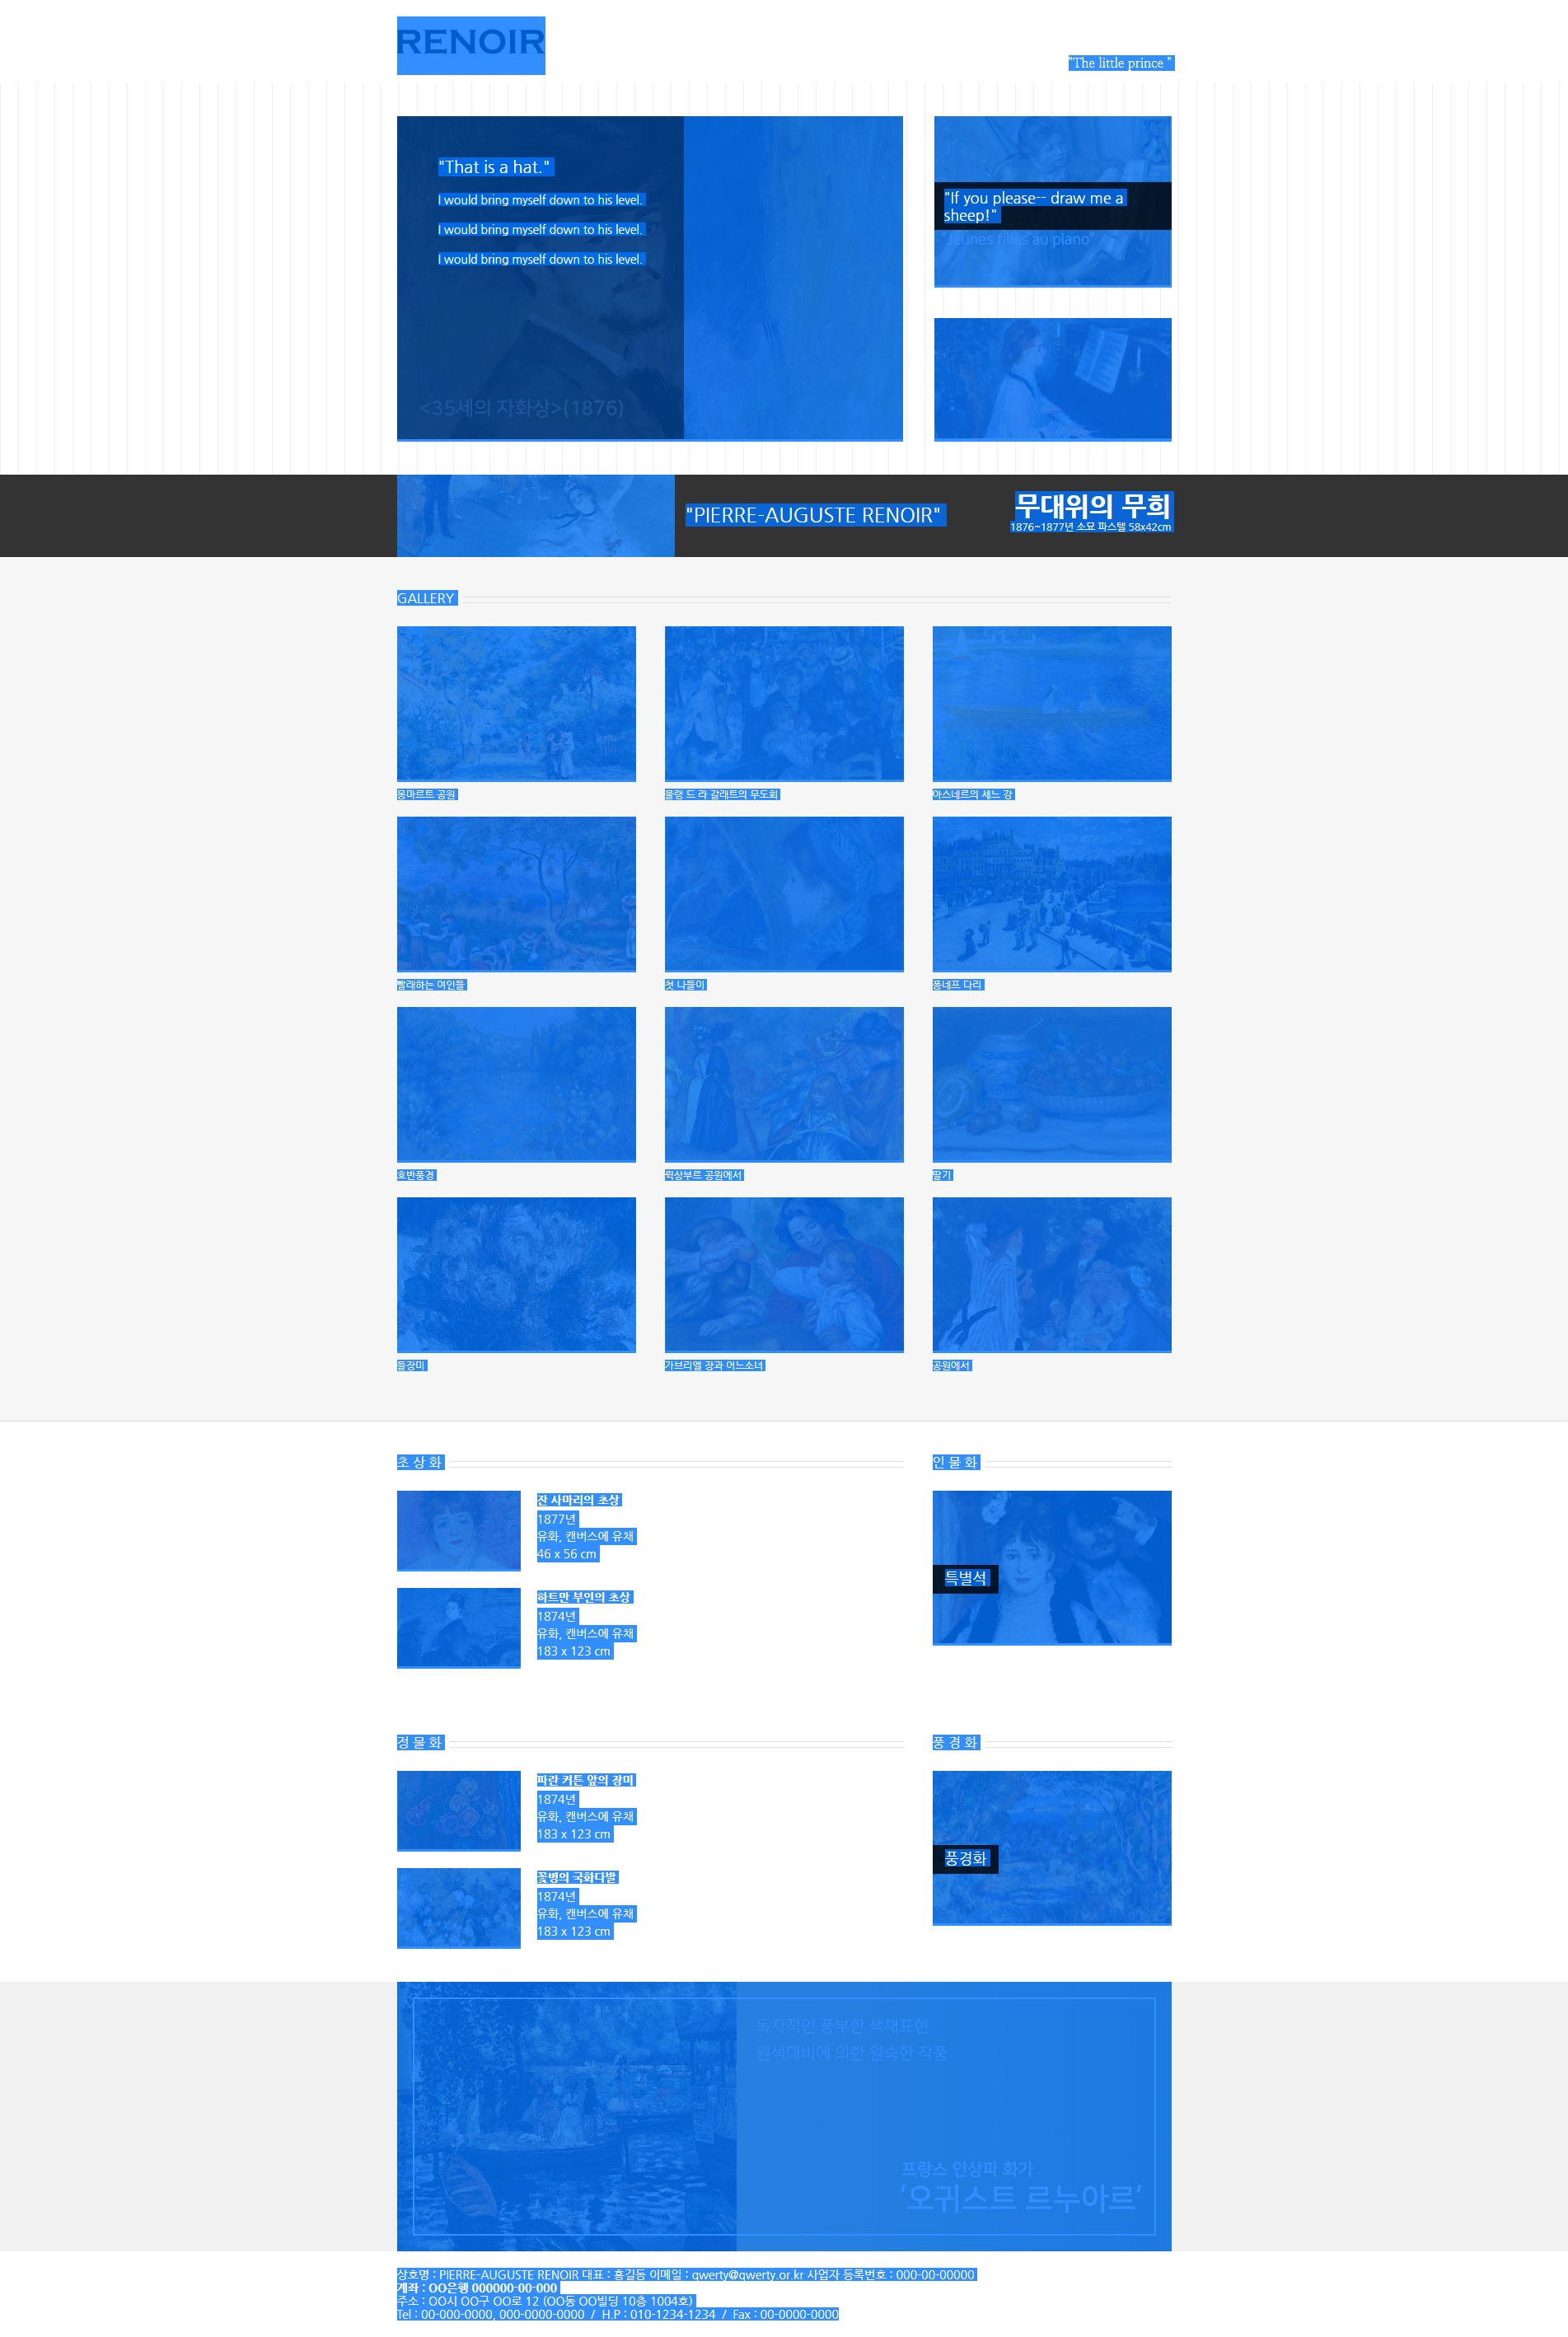 RENOIR
"The little prince "
"That is a hat."
I would bring myself down to his level.
I would bring myself down to his level.
I would bring myself down to his level.
<35세의 자화상>(1876)
"If you please-- draw me a
sheep!"
"Jeunes filles au piano"
"PIERRE-AUGUSTE RENOIR"
무대위의 무희
1876~1877년 소묘 파스텔 58x42cm
GALLERY
몽마르트 공원
물랭 드 라 갈래트의 무도회
아스네르의 세느 강
빨래하는 여인들
첫 나들이
퐁네프 다리
호반풍경
뤽상부르 공원에서
딸기
들장미
가브리엘 장과 어느소녀
공원에서
초 상 화
잔 사마리의 초상
1877년
유화, 캔버스에 유채
46 x 56 cm
하트만 부인의 초상
1874년
유화, 캔버스에 유채
183 x 123 cm
인 물 화
특별석
정 물 화
파란 커튼 앞의 장미
1874년
유화, 캔버스에 유채
183 x 123 cm
꽃병의 국화다발
1874년
유화, 캔버스에 유채
183 x 123 cm
풍 경 화
풍경화
독자적인 풍부한 색채표현
원색대비에 의한 원숙한 작풍
프랑스 인상파 화가
‘오귀스트 르누아르’
상호명 : PIERRE-AUGUSTE RENOIR 대표 : 홍길동 이메일 : qwerty@qwerty.or.kr 사업자 등록번호 : 000-00-00000
계좌 : OO은행 000000-00-000
주소 : OO시 OO구 OO로 12 (OO동 OO빌딩 10층 1004호)
Tel : 00-000-0000, 000-0000-0000 / H.P : 010-1234-1234 / Fax : 00-0000-0000